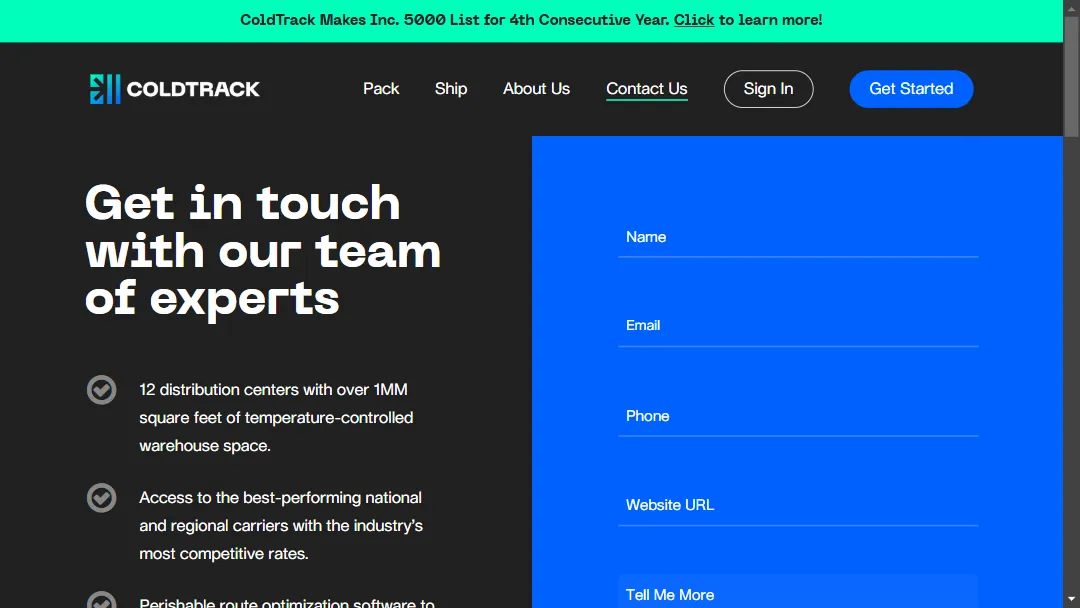 ColdTrack Makes Inc. 5000 List for 4th Consecutive Year. Click to learn more!
COLDTRACK
Pack
Ship
About Us
Contact Us
Sign In
Get Started
Get in touch
with our team
of experts
12 distribution centers with over 1MM
square feet of temperature-controlled
warehouse space.
Access to the best-performing national
and regional carriers with the industry's
most competitive rates.
Perishable route optimization software to
Name
Email
Phone
Website URL
Tell Me More